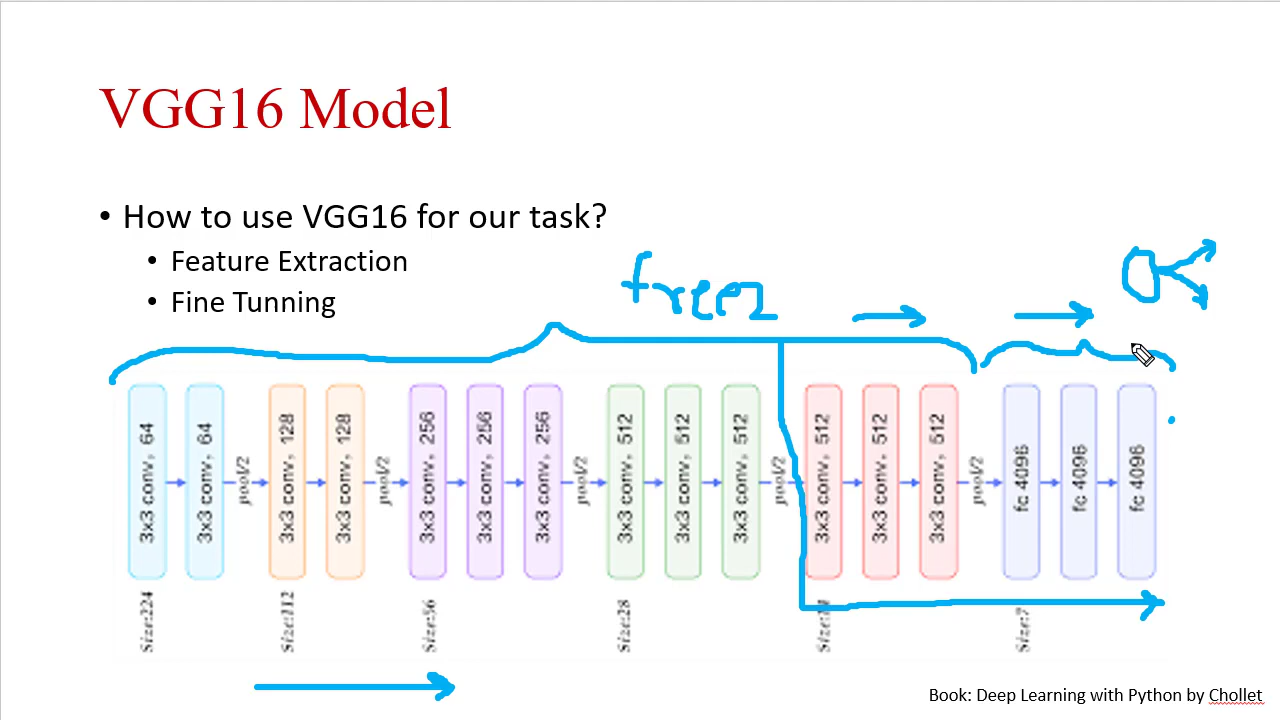 VGG16 Model
• How to use VGG16 for our task?
• Feature Extraction
• Fine Tunning
freez
3x3 conv, 64
3x3 conv, 64
pool/2
3x3 conv, 128
3x3 conv, 128
pool/2
3x3 conv, 256
3x3 conv, 256
3x3 conv, 256
pool/2
3x3 conv, 512
3x3 conv, 512
3x3 conv, 512
pool/2
3x3 conv, 512
3x3 conv, 512
3x3 conv, 512
pool/2
fc 4096
fc 4096
fc 4096
Size:224
Size:112
Size:56
Size:28
Size:14
Size:7
Book: Deep Learning with Python by Chollet